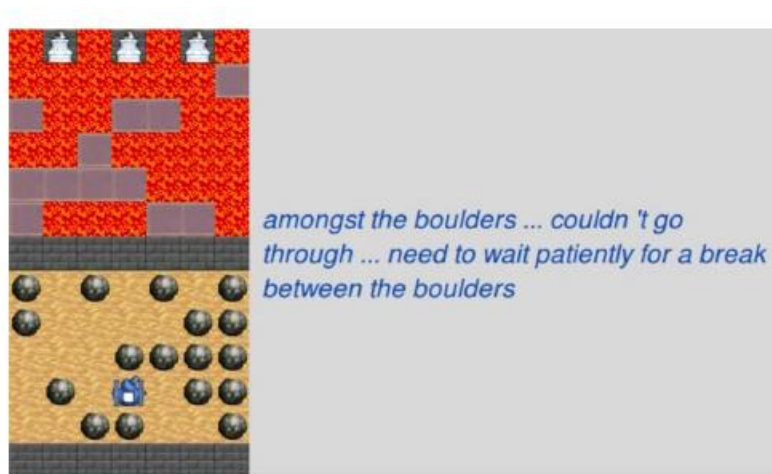 amongst the boulders ... couldn 't go
through ... need to wait patiently for a break
between the boulders